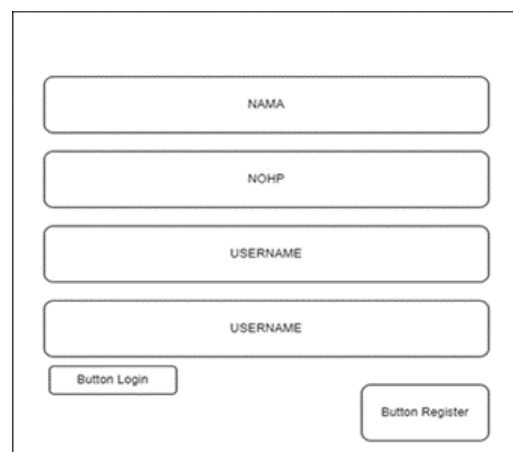 NAMA
NOHP
USERNAME
USERNAME
Button Login
Button Register